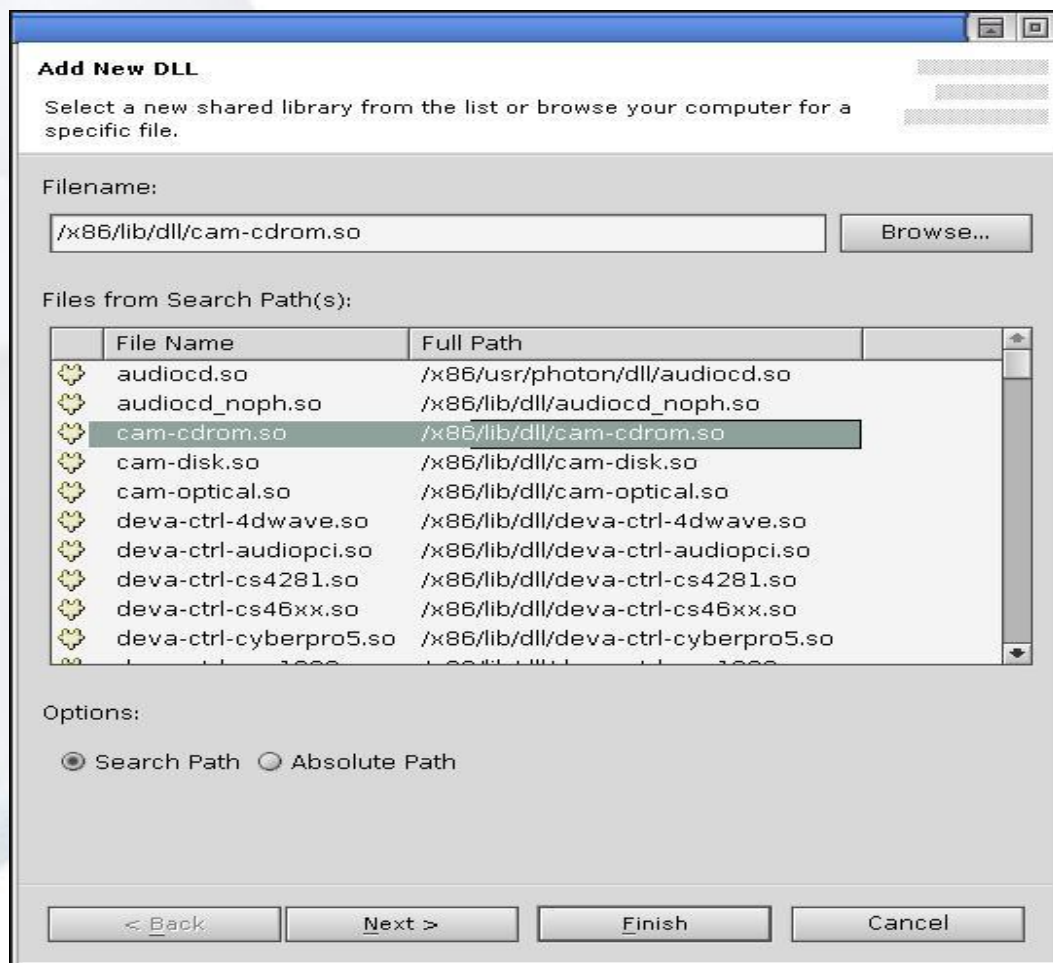 Add New DLL
Select a new shared library from the list or browse your computer for a
specific file.
Filename:
/x86/lib/dll/cam-cdrom.so Browse...
Files from Search Path(s):
File Name Full Path
audiocd.so /x86/usr/photon/dll/audiocd.so
audiocd_noph.so /x86/lib/dll/audiocd_noph.so
cam-cdrom.so /x86/lib/dll/cam-cdrom.so
cam-disk.so /x86/lib/dll/cam-disk.so
cam-optical.so /x86/lib/dll/cam-optical.so
deva-ctrl-4dwave.so /x86/lib/dll/deva-ctrl-4dwave.so
deva-ctrl-audiopci.so /x86/lib/dll/deva-ctrl-audiopci.so
deva-ctrl-cs4281.so /x86/lib/dll/deva-ctrl-cs4281.so
deva-ctrl-cs46xx.so /x86/lib/dll/deva-ctrl-cs46xx.so
deva-ctrl-cyberpro5.so /x86/lib/dll/deva-ctrl-cyberpro5.so
Options:
Search Path Absolute Path
< Back Next > Finish Cancel